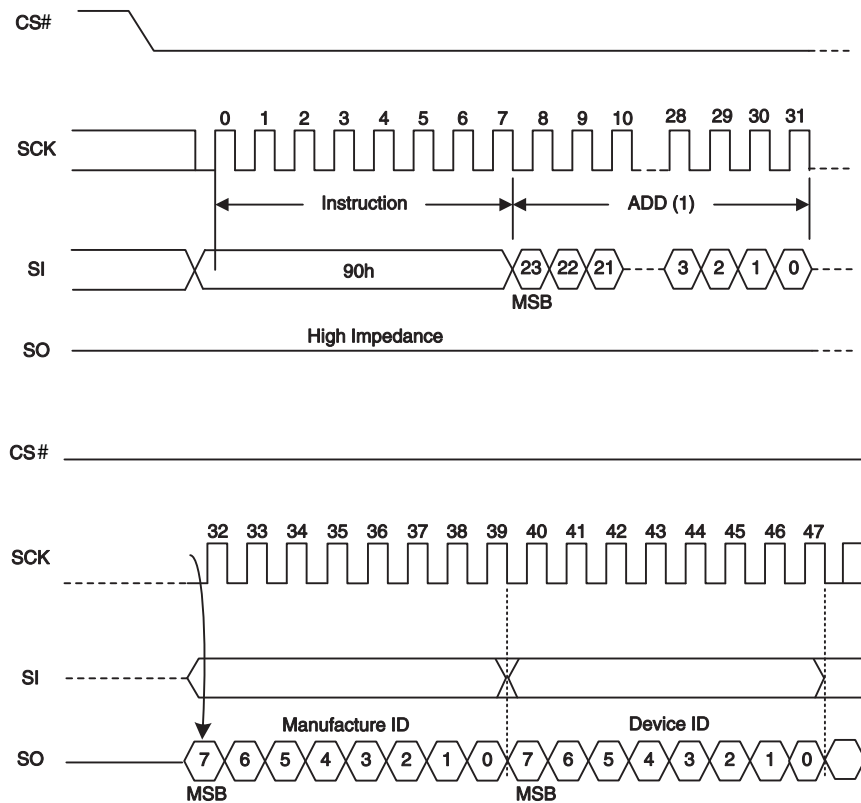 CS#
0 1 2 3 4 5 6 7 8 9 10 28 29 30 31
SCK
Instruction ADD (1)
SI 90h 23 22 21 3 2 1 0
MSB
High Impedance
SO
CS#
32 33 34 35 36 37 38 39 40 41 42 43 44 45 46 47
SCK
SI
Manufacture ID Device ID
SO 7 6 5 4 3 2 1 0 7 6 5 4 3 2 1 0
MSB MSB